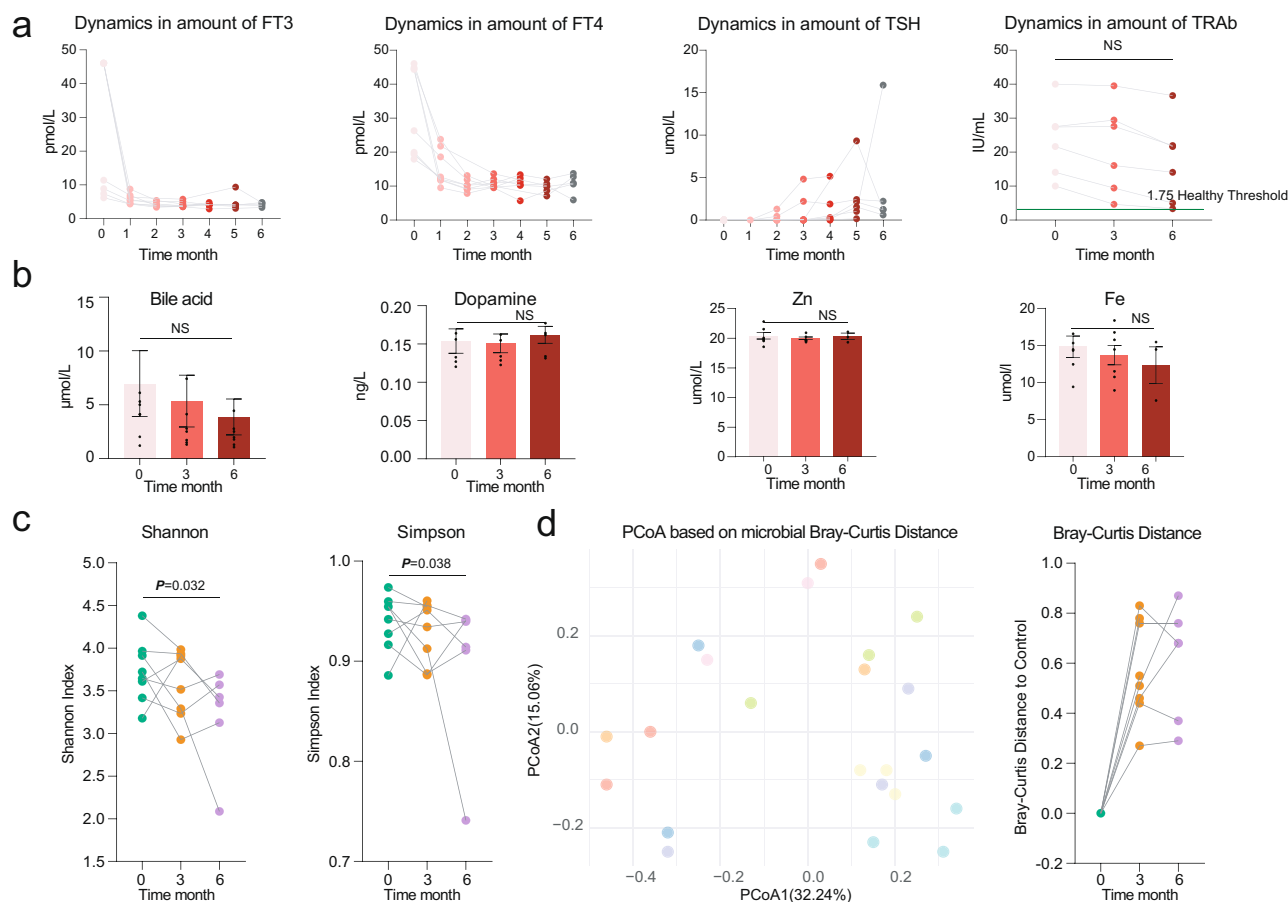 a
Dynamics in amount of FT3
Dynamics in amount of FT4
Dynamics in amount of TSH
Dynamics in amount of TRAb
pmol/L
50
40
30
20
10
0
0 1 2 3 4 5 6
Time month
pmol/L
50
40
30
20
10
0
0 1 2 3 4 5 6
Time month
umol/L
20
15
10
5
0
0 1 2 3 4 5 6
Time month
IU/mL
50
40
30
20
10
0
NS
1.75 Healthy Threshold
0 3 6
Time month
b
Bile acid
NS
µmol/L
15
10
5
0
0 3 6
Time month
Dopamine
NS
ng/L
0.20
0.15
0.10
0.05
0.00
0 3 6
Time month
Zn
NS
umol/L
25
20
15
10
5
0
0 3 6
Time month
Fe
NS
umol/l
20
15
10
5
0
0 3 6
Time month
c
Shannon
P=0.032
Shannon Index
5.0
4.5
4.0
3.5
3.0
2.5
2.0
1.5
0 3 6
Time month
Simpson
P=0.038
Simpson Index
1.0
0.9
0.8
0.7
0 3 6
Time month
d
PCoA based on microbial Bray-Curtis Distance
PCoA2(15.06%)
0.2
0.0
−0.2
−0.4 −0.2 0.0 0.2
PCoA1(32.24%)
Bray-Curtis Distance
Bray-Curtis Distance to Control
1.0
0.8
0.6
0.4
0.2
0.0
-0.2
0 3 6
Time month